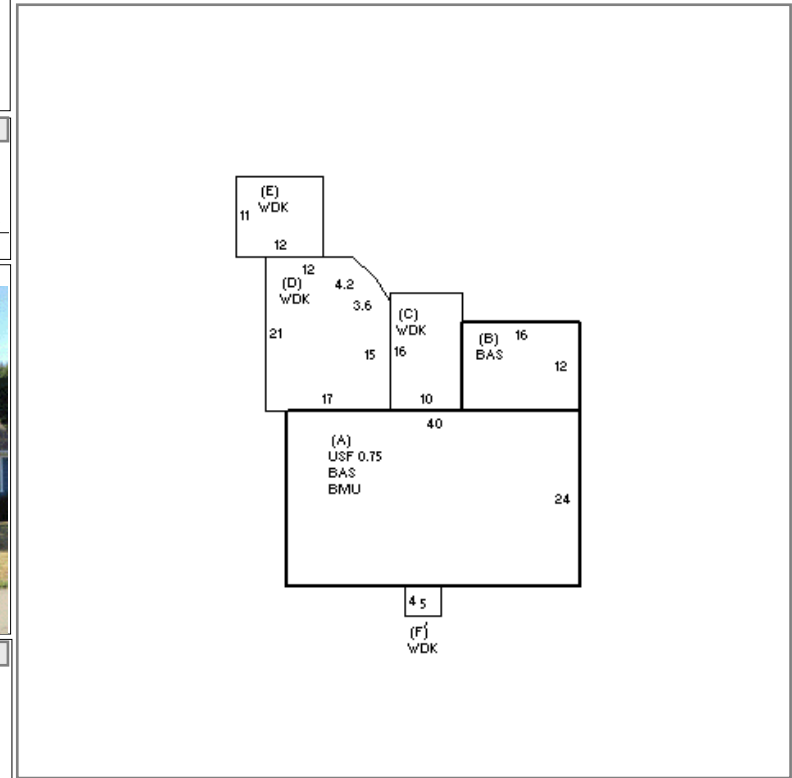 (E)
WDK
11
12
12
(D)
WDK
4.2
3.6
21
15
17
(C)
WDK
16
10
(B)
BAS
16
12
40
(A)
USF 0.75
BAS
BMU
24
4 5
(F)
WDK